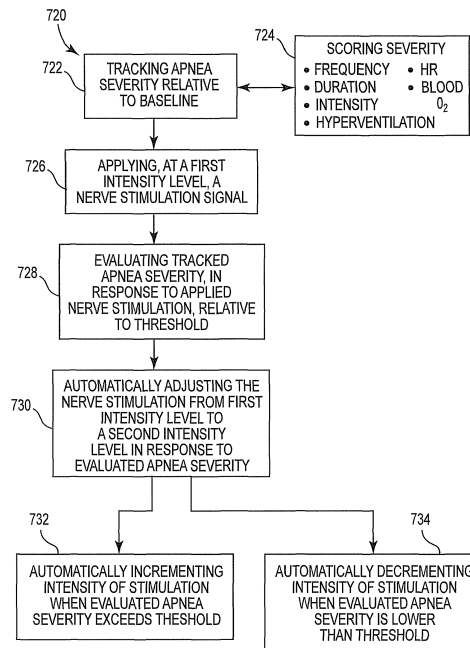 720
722
TRACKING APNEA
SEVERITY RELATIVE
TO BASELINE
724
SCORING SEVERITY
• FREQUENCY • HR
• DURATION • BLOOD
• INTENSITY 02
• HYPERVENTILATION
726
APPLYING, AT A FIRST
INTENSITY LEVEL, A
NERVE STIMULATION
SIGNAL
728
EVALUATING TRACKED
APNEA SEVERITY, IN
RESPONSE TO APPLIED
NERVE STIMULATION,
RELATIVE
TO THRESHOLD
730
AUTOMATICALLY ADJUSTING THE
NERVE STIMULATION FROM FIRST
INTENSITY LEVEL TO
A SECOND INTENSITY
LEVEL IN RESPONSE TO
EVALUATED APNEA SEVERITY
732
AUTOMATICALLY INCREMENTING
INTENSITY OF STIMULATION
WHEN EVALUATED APNEA
SEVERITY EXCEEDS THESHOLD
734
AUTOMATICALLY DECREMENTING
INTENSITY OF STIMULATION
WHEN EVALUATED APNEA
SEVERITY IS LOWER
THAN THRESHOLD